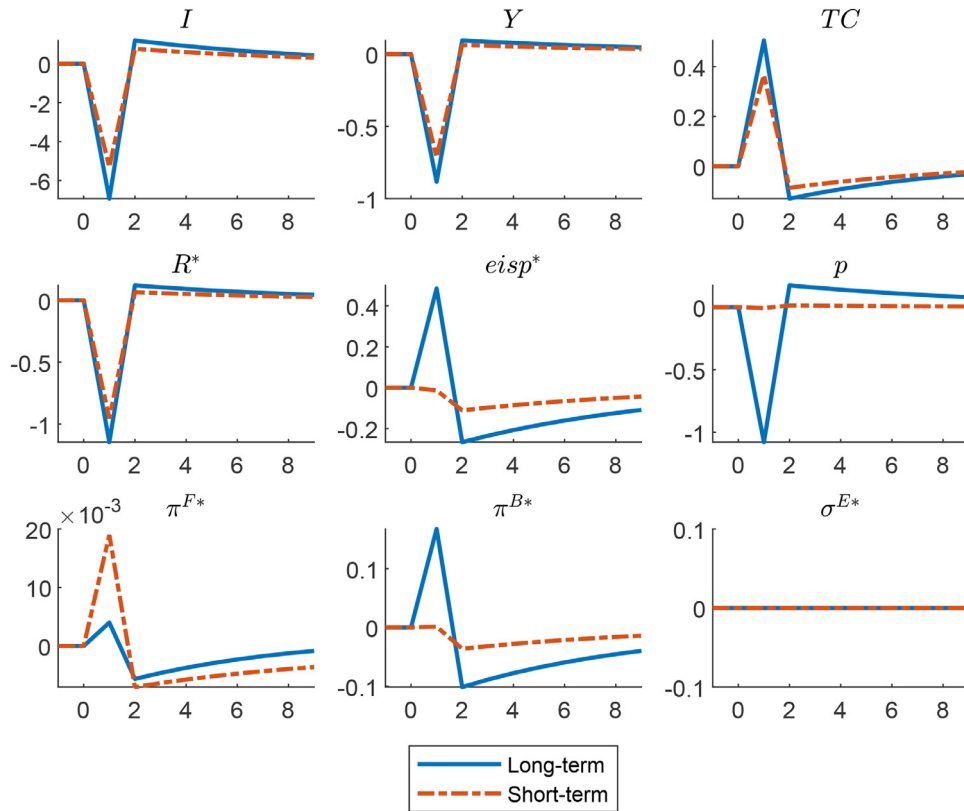 I Y TC
0 0 0.4
-2 -0.5 0.2
-4 0
-6 -1
0 2 4 6 8 0 2 4 6 8 0 2 4 6 8
R* eisp* p
0 0.4 0
-0.5 0.2 -0.5
-1 0 -1
-0.2
0 2 4 6 8 0 2 4 6 8 0 2 4 6 8
π^F* π^B* σ^E*
20 ×10^-3 0.1 0.1
10 0 0
0 -0.1 -0.1
0 2 4 6 8 0 2 4 6 8 0 2 4 6 8
Long-term
Short-term